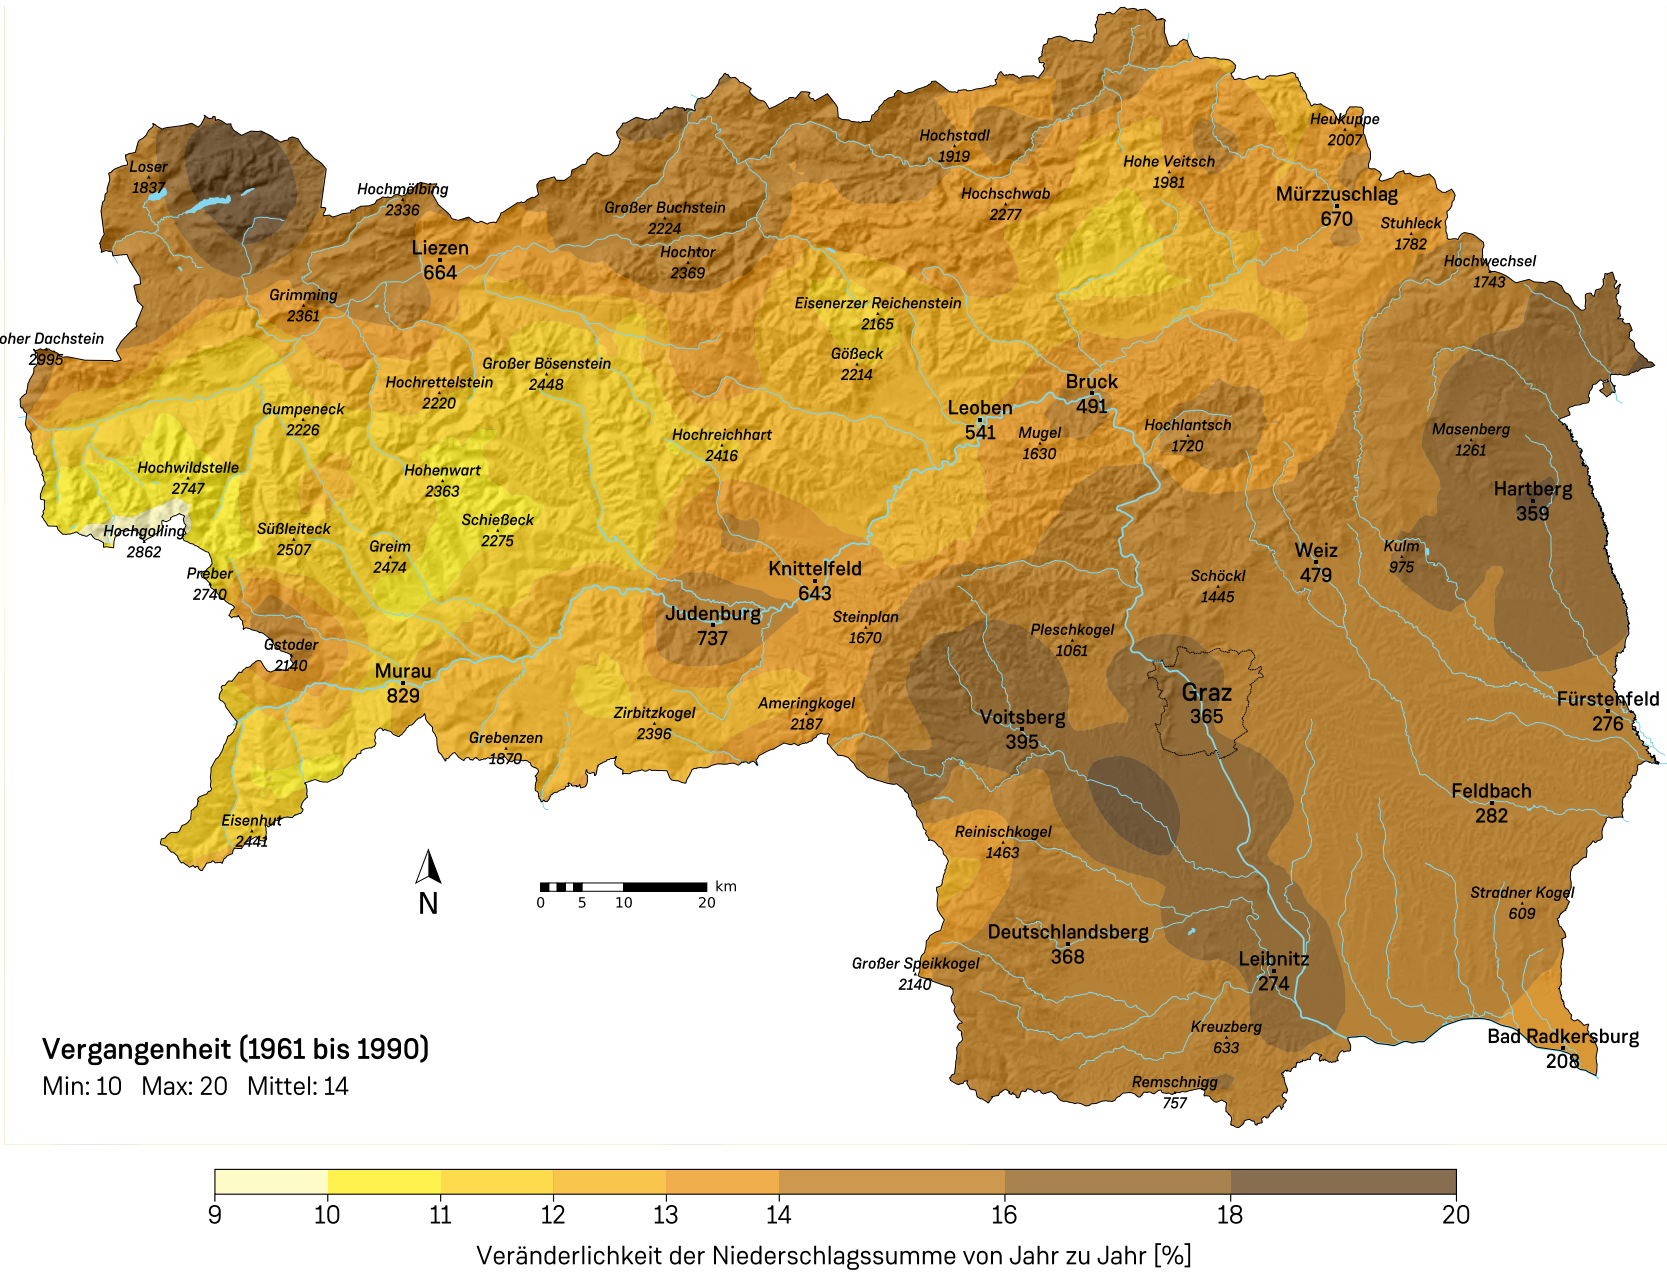 Heukuppe
2007
Hochstadl
1919
Loser
1837
Hohe Veitsch
1981
Hochmölbing
2336
Hochschwab
2277
Mürzzuschlag
670
Großer Buchstein
2224
Stuhleck
1782
Liezen
664
Hochtor
2369
Hochwechsel
1743
Grimming
2361
Eisenerzer Reichenstein
2165
oher Dachstein
2995
Gößeck
2214
Großer Bösenstein
2448
Hochrettelstein
2220
Bruck
491
Gumpeneck
2226
Leoben
541
Hochlantsch
1720
Mugel
1630
Hochreichhart
2416
Masenberg
1261
Hochwildstelle
2747
Hohenwart
2363
Hartberg
359
Schießeck
2275
Hochgolling
2862
Süßleiteck
2507
Greim
2474
Weiz
479
Kulm
975
Knittelfeld
643
Preber
2740
Schöckl
1445
Judenburg
737
Steinplan
1670
Pleschkogel
1061
Gstoder
2140
Murau
829
Graz
365
Fürstenfeld
276
Zirbitzkogel
2396
Ameringkogel
2187
Voitsberg
395
Grebenzen
1870
Feldbach
282
Eisenhut
2441
Reinischkogel
1463
N
km
0 5 10 20
Stradner Kogel
609
Deutschlandsberg
368
Großer Speikkogel
2140
Leibnitz
274
Kreuzberg
633
Bad Radkersburg
208
Remschnigg
757
Vergangenheit (1961 bis 1990)
Min: 10 Max: 20 Mittel: 14
9 10 11 12 13 14 16 18 20
Veränderlichkeit der Niederschlagssumme von Jahr zu Jahr [%]